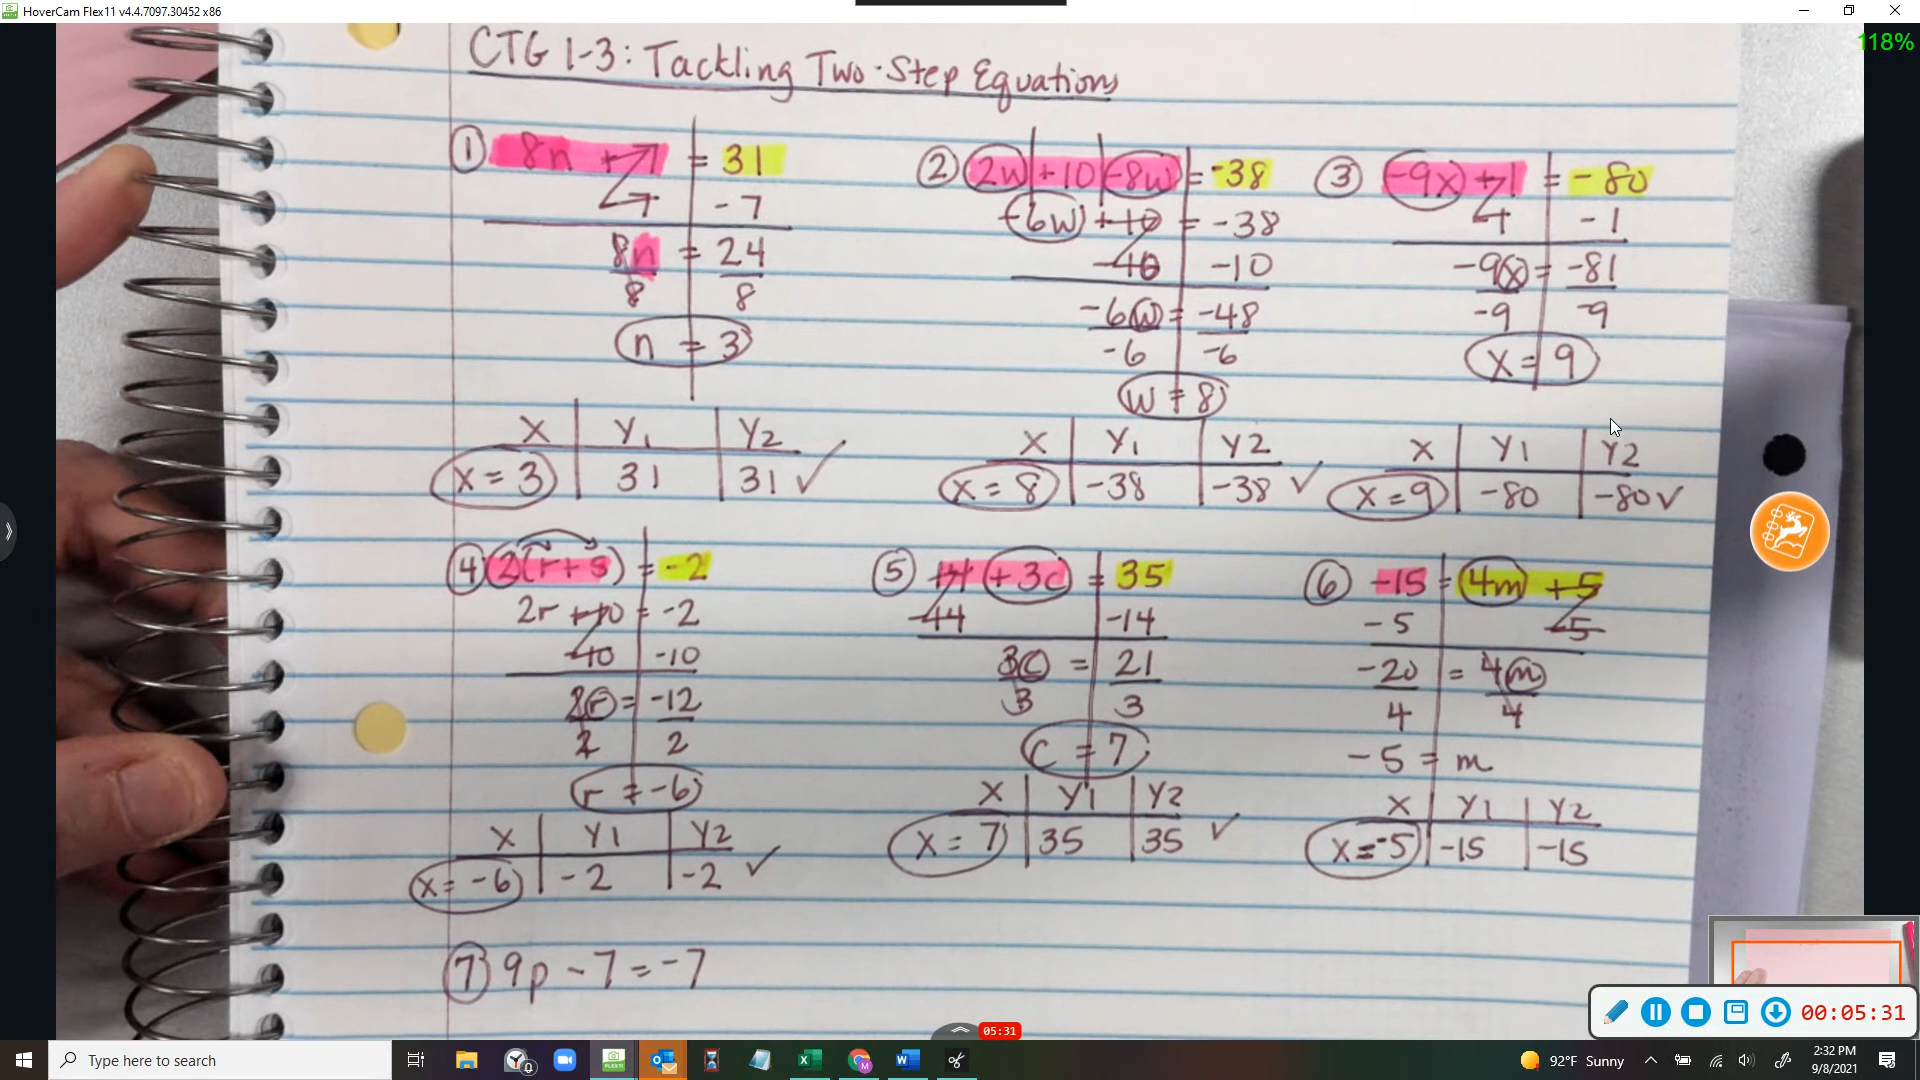 HoverCam Flex11 v4.4.7097.30452 x86
118%
CTG 1-3: Tackling Two-Step Equations
① 8n + 7 = 31
-7 -7
8n = 24
8 8
n = 3
X Y1 Y2
x = 3 31 31 ✓
② 2w + 10 - 8w = -38
-6w + 10 = -38
-10 -10
-6w = -48
-6 -6
w = 8
X Y1 Y2
x = 8 -38 -38 ✓
③ -9x + 1 = -80
-1 -1
-9x = -81
-9 -9
x = 9
X Y1 Y2
x = 9 -80 -80 ✓
④ 2(r+5) = -2
2r + 10 = -2
-10 -10
2r = -12
2 2
r = -6
X Y1 Y2
x = -6 -2 -2 ✓
⑤ 14 + 3c = 35
-14 -14
3c = 21
3 3
c = 7
X Y1 Y2
x = 7 35 35 ✓
⑥ -15 = 4m + 5
-5 -5
-20 = 4m
4 4
-5 = m
X Y1 Y2
x = -5 -15 -15
⑦ 9p - 7 = -7
00:05:31
05:31
Type here to search
92°F Sunny
2:32 PM
9/8/2021